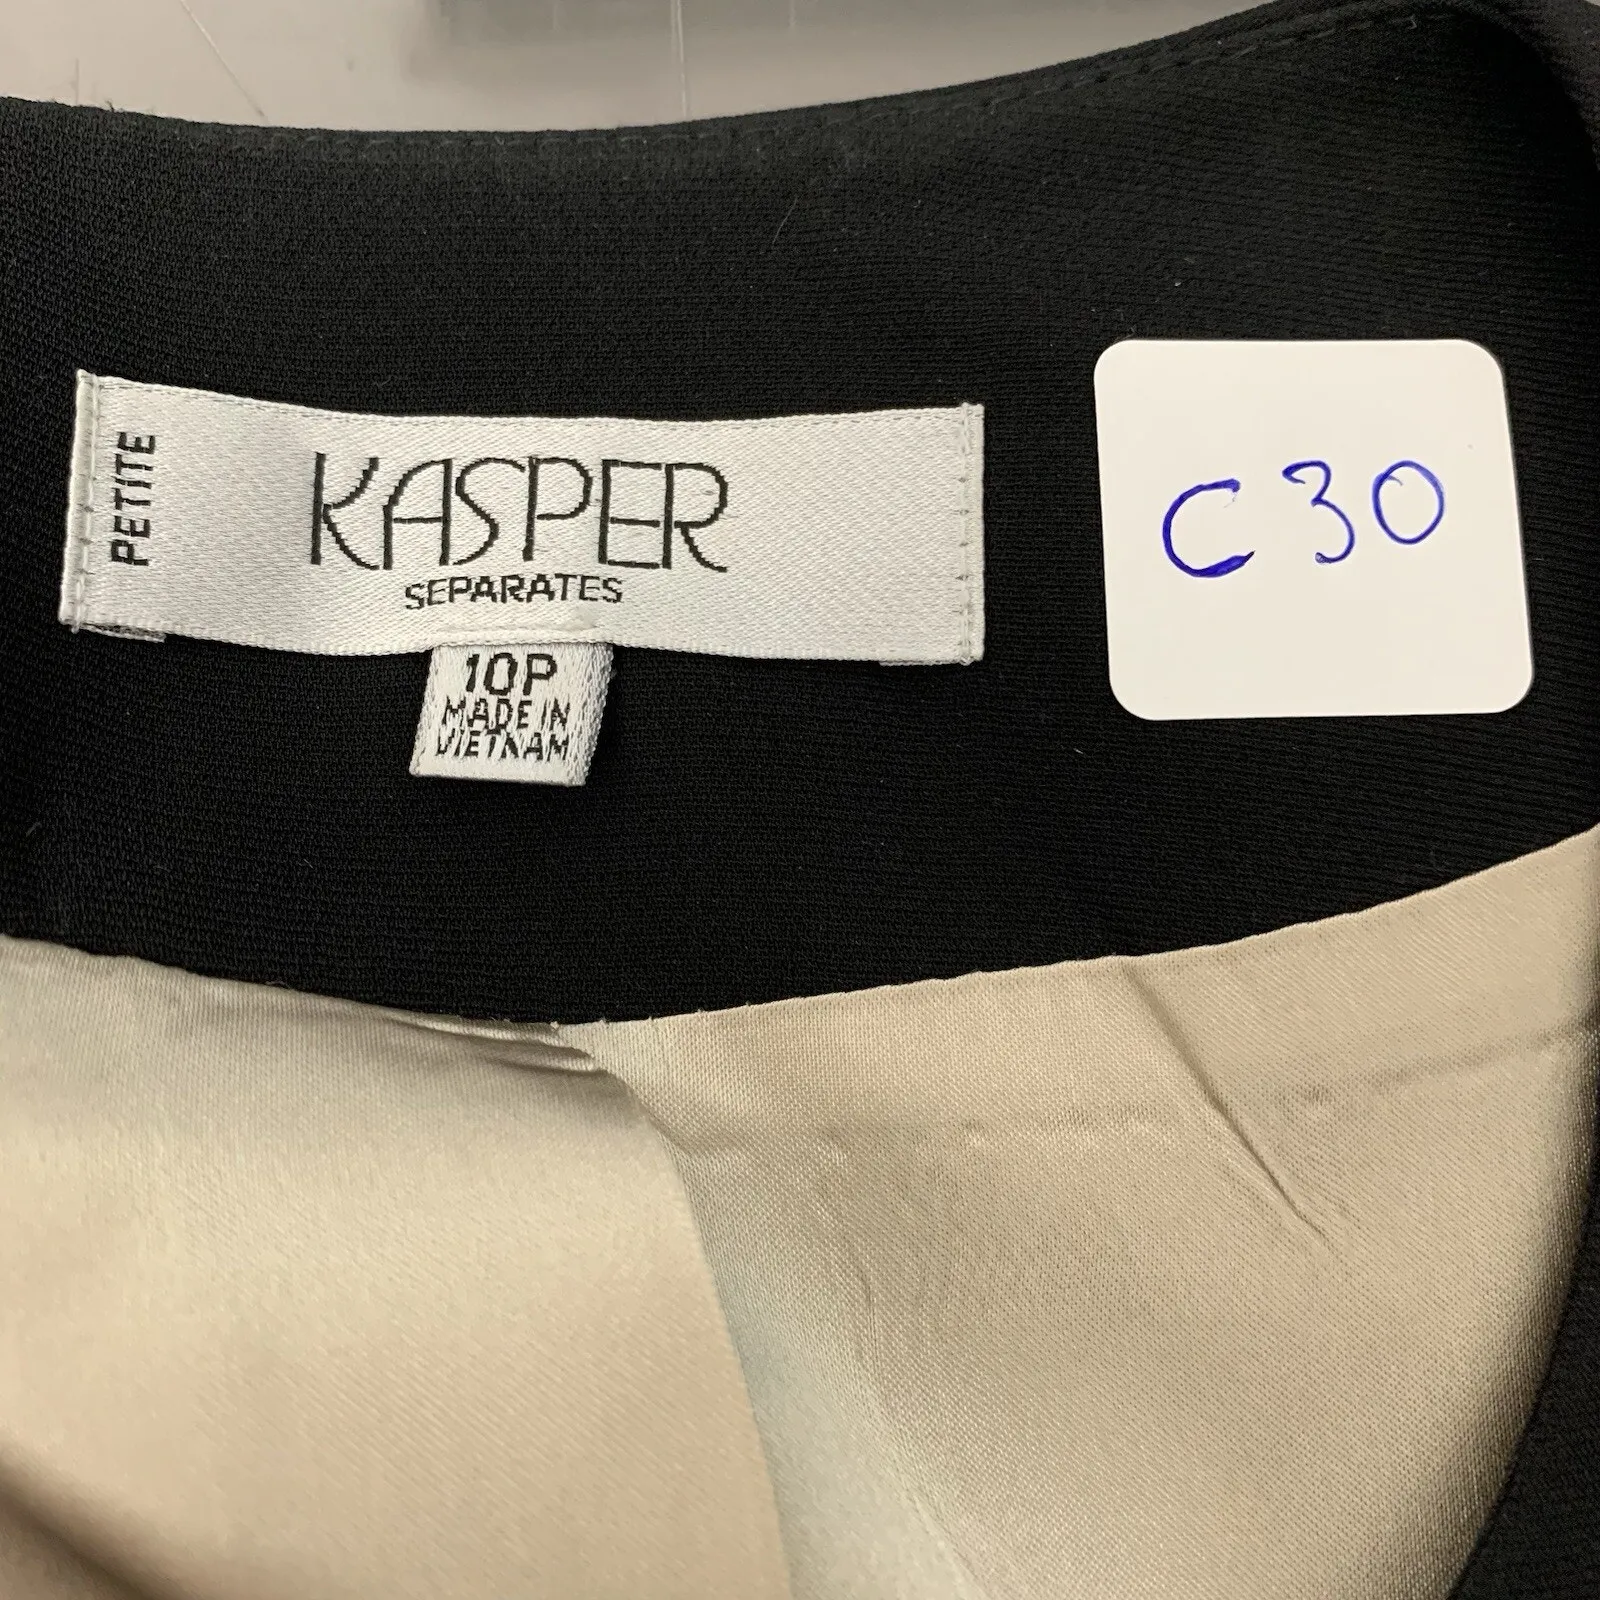 PETITE
KASPER
SEPARATES
10P
MADE IN
VIETNAM
C30